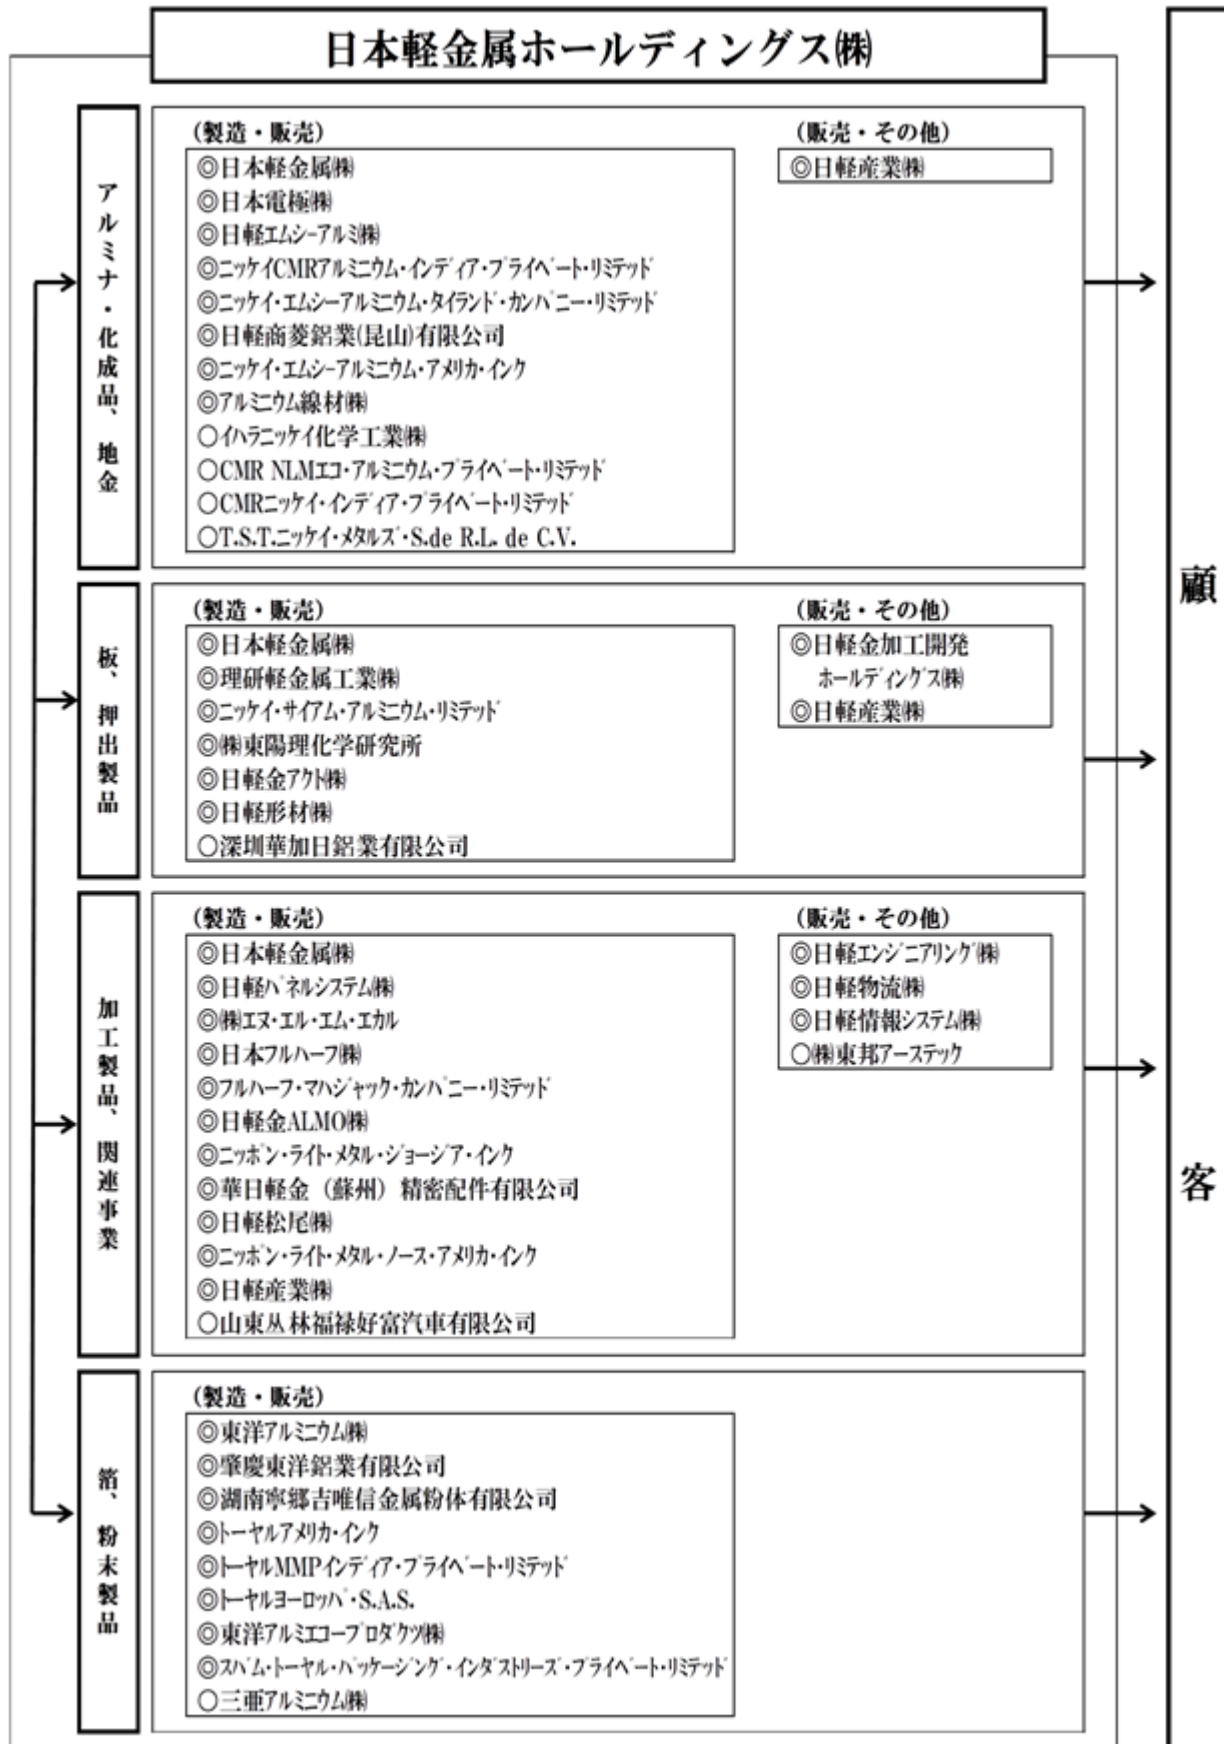 日本軽金属ホールディングス㈱
アルミナ・化成品、地金
(製造・販売)
◎日本軽金属㈱
◎日本電極㈱
◎日軽エムシーアルミ㈱
◎ニッケイCMRアルミニウム・インディア・プライベート・リミテッド
◎ニッケイ・エムシーアルミニウム・タイランド・カンパニー・リミテッド
◎日軽商菱鋁業(昆山)有限公司
◎ニッケイ・エムシーアルミニウム・アメリカ・インク
◎アルミニウム線材㈱
○イハラニッケイ化学工業㈱
○CMR NLMエコ・アルミニウム・プライベート・リミテッド
○CMRニッケイ・インディア・プライベート・リミテッド
○T.S.T.ニッケイ・メタルズ・S.de R.L. de C.V.
(販売・その他)
◎日軽産業㈱
板、押出製品
(製造・販売)
◎日本軽金属㈱
◎理研軽金属工業㈱
◎ニッケイ・サイアム・アルミニウム・リミテッド
◎㈱東陽理化学研究所
◎日軽金アクト㈱
◎日軽形材㈱
○深圳華加日鋁業有限公司
(販売・その他)
◎日軽金加工開発
ホールディングス㈱
◎日軽産業㈱
加工製品、関連事業
(製造・販売)
◎日本軽金属㈱
◎日軽パネルシステム㈱
◎㈱エヌ・エル・エム・エカル
◎日本フルハーフ㈱
◎フルハーフ・マハジャック・カンパニー・リミテッド
◎日軽金ALMO㈱
◎ニッポン・ライト・メタル・ジョージア・インク
◎華日軽金（蘇州）精密配件有限公司
◎日軽松尾㈱
◎ニッポン・ライト・メタル・ノース・アメリカ・インク
◎日軽産業㈱
○山東丛林福禄好富汽車有限公司
(販売・その他)
◎日軽エンジニアリング㈱
◎日軽物流㈱
◎日軽情報システム㈱
○㈱東邦アーステック
箔、粉末製品
(製造・販売)
◎東洋アルミニウム㈱
◎肇慶東洋鋁業有限公司
◎湖南寧郷吉唯信金属粉体有限公司
◎トーヤルアメリカ・インク
◎トーヤルMMPインディア・プライベート・リミテッド
◎トーヤルヨーロッパ・S.A.S.
◎東洋アルミエコープロダクツ㈱
◎スバム・トーヤル・パッケージング・インダストリーズ・プライベート・リミテッド
○三亜アルミニウム㈱
顧客